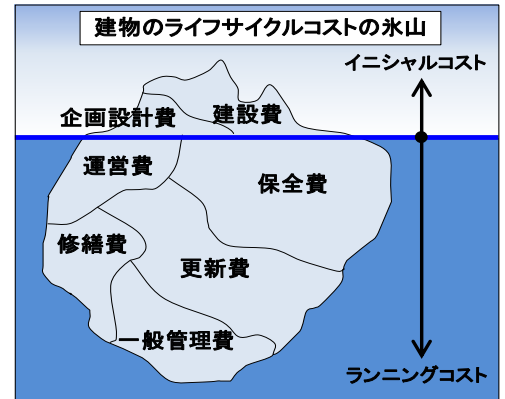 建物のライフサイクルコストの氷山
イニシャルコスト
企画設計費
建設費
運営費
保全費
修繕費
更新費
一般管理費
ランニングコスト